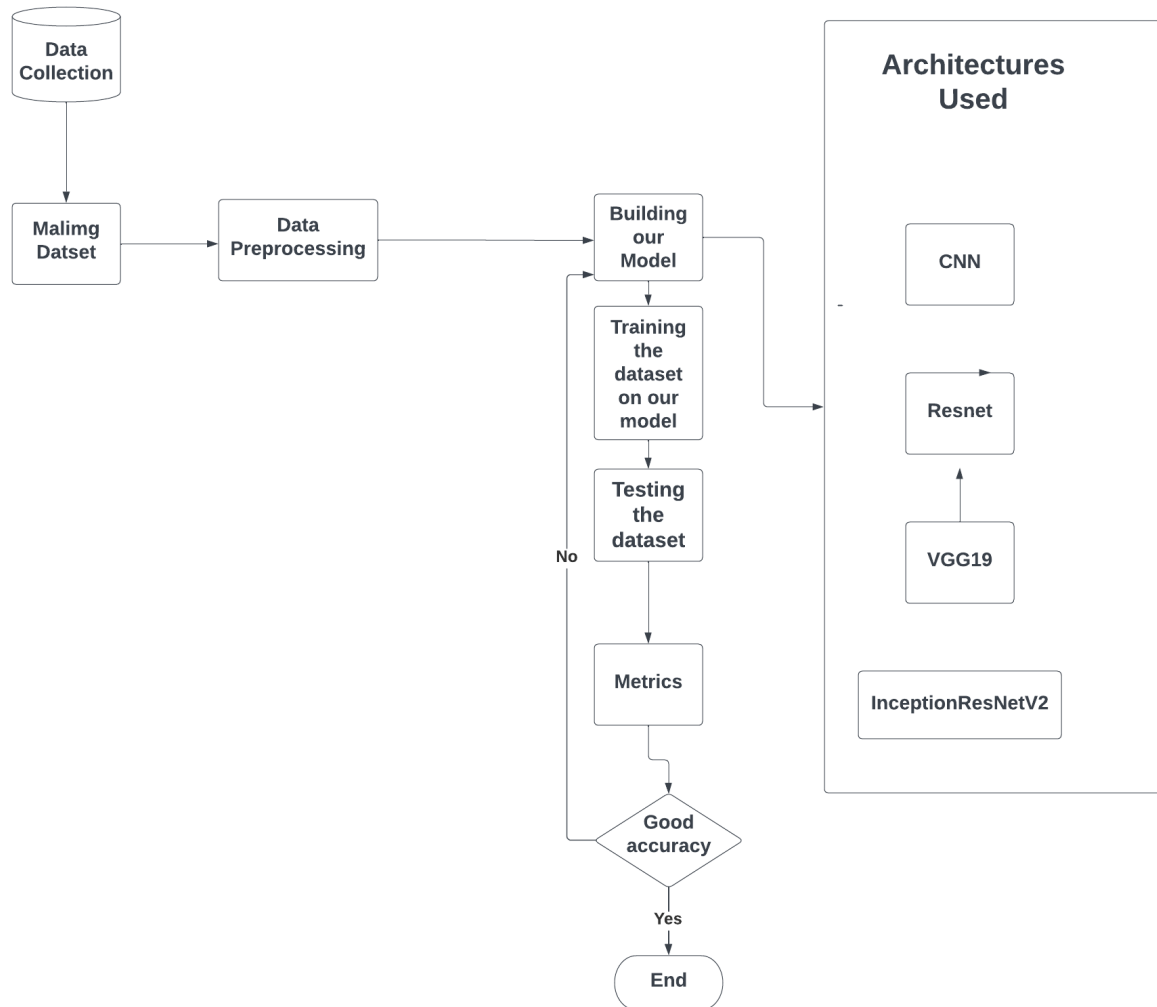 Data
Collection
Malimg
Datset
Data
Preprocessing
Building
our
Model
Training
the
dataset
on our
model
Testing
the
dataset
No
Metrics
Good
accuracy
Yes
End
Architectures
Used
-
CNN
Resnet
VGG19
InceptionResNetV2